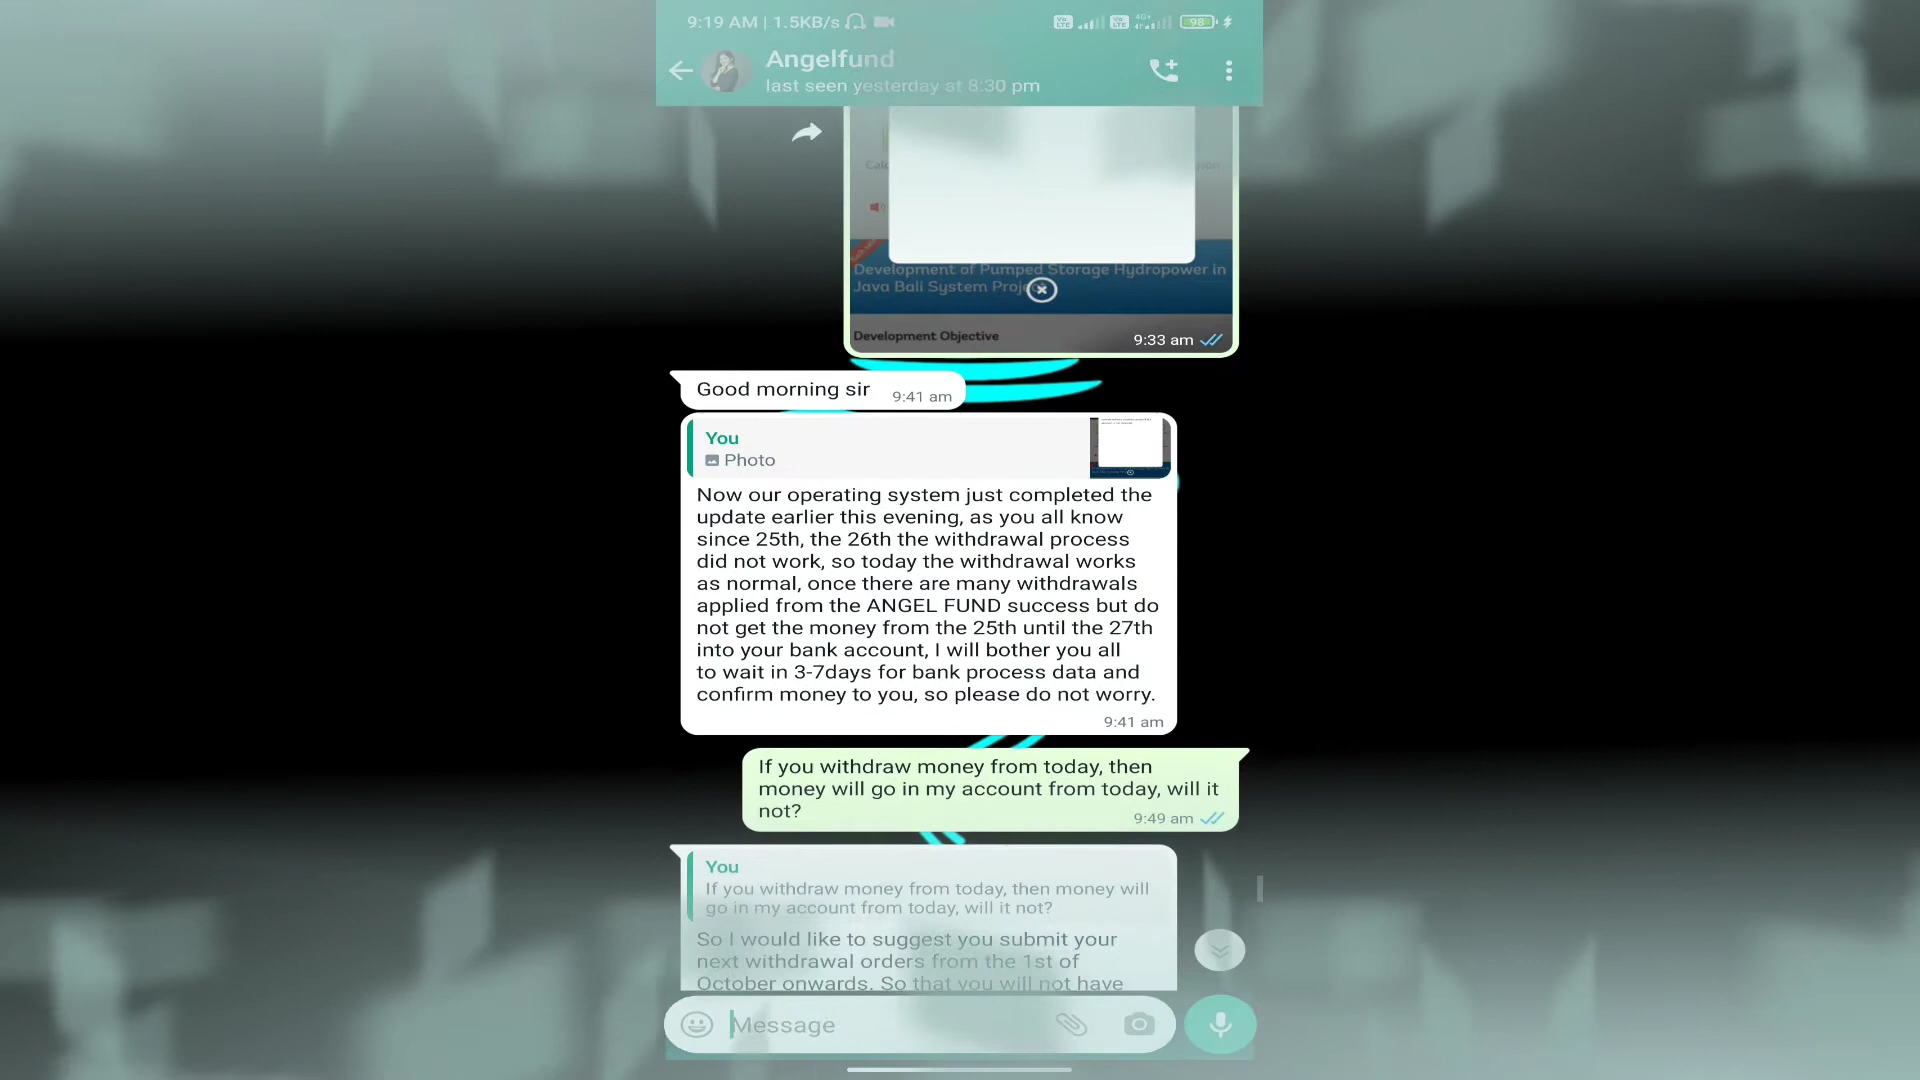 9:19 AM | 1.5KB/s
Vo LTE
Vo LTE
4G+
98
Angelfund
last seen yesterday at 8:30 pm
Development of Pumped Storage Hydropower in
Java Bali System Project
Development Objective
9:33 am
Good morning sir
9:41 am
You
Photo
Now our operating system just completed the
update earlier this evening, as you all know
since 25th, the 26th the withdrawal process
did not work, so today the withdrawal works
as normal, once there are many withdrawals
applied from the ANGEL FUND success but do
not get the money from the 25th until the 27th
into your bank account, I will bother you all
to wait in 3-7days for bank process data and
confirm money to you, so please do not worry.
9:41 am
If you withdraw money from today, then
money will go in my account from today, will it
not?
9:49 am
You
If you withdraw money from today, then money will
go in my account from today, will it not?
So I would like to suggest you submit your
next withdrawal orders from the 1st of
October onwards. So that you will not have
Message